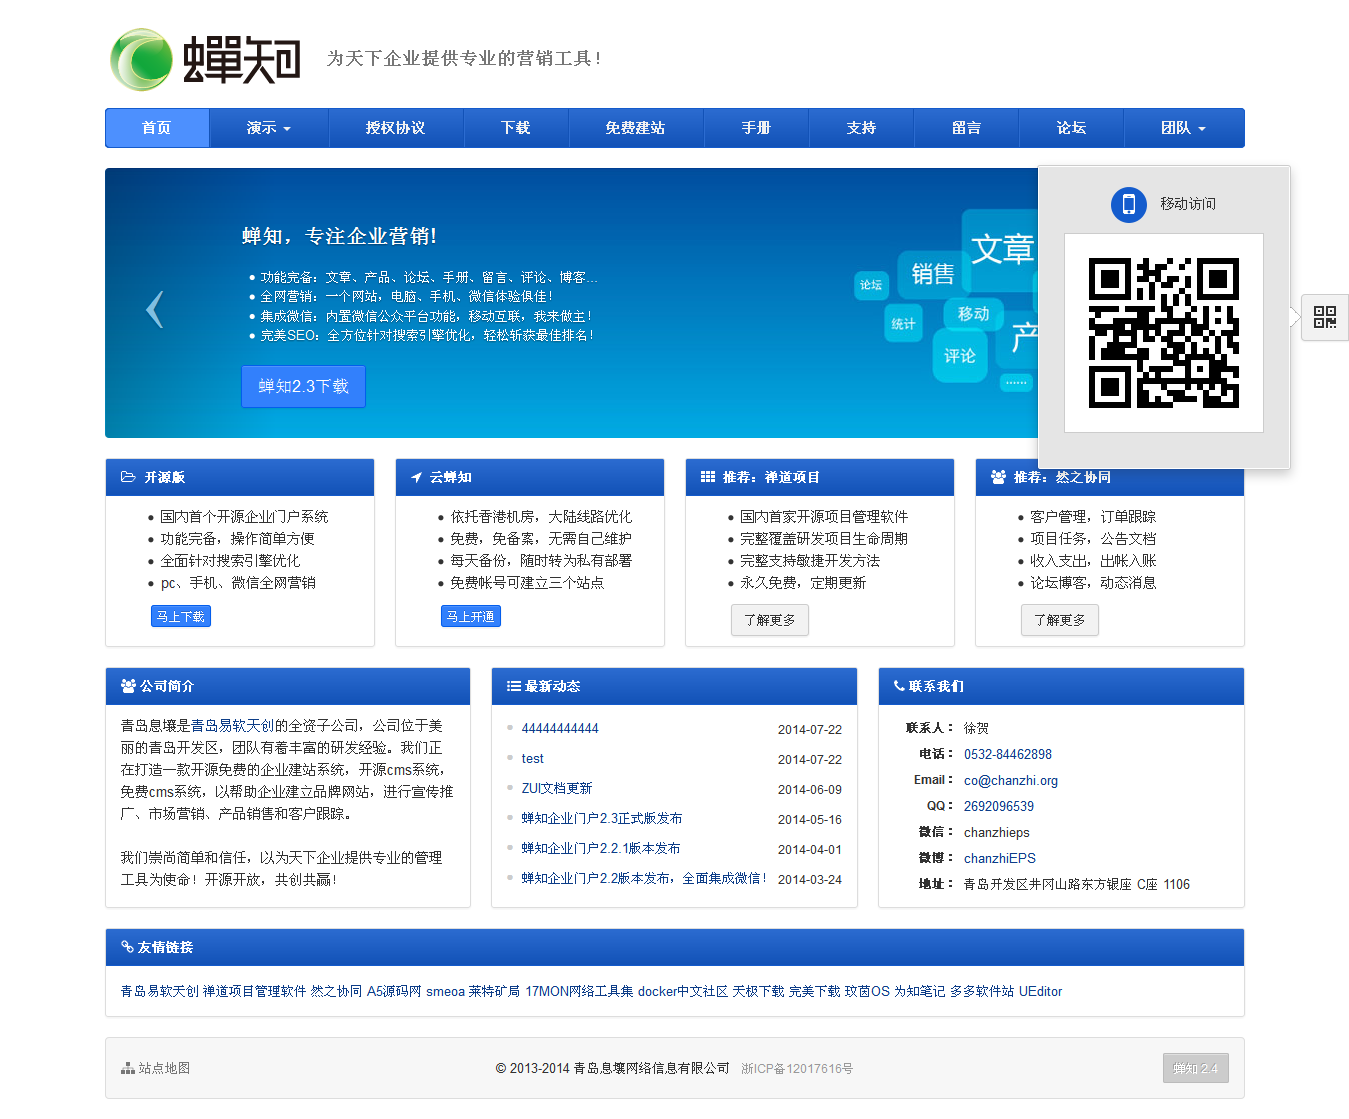 蝉知 为天下企业提供专业的营销工具！
首页 演示 授权协议 下载 免费建站 手册 支持 留言 论坛 团队
移动访问
蝉知，专注企业营销!
功能完备：文章、产品、论坛、手册、留言、评论、博客...
全网营销：一个网站，电脑、手机、微信体验俱佳！
集成微信：内置微信公众平台功能，移动互联，我来做主！
完美SEO：全方位针对搜索引擎优化，轻松斩获最佳排名！
蝉知2.3下载
文章
销售
论坛
移动
统计
产
评论
......
开源版
国内首个开源企业门户系统
功能完备，操作简单方便
全面针对搜索引擎优化
pc、手机、微信全网营销
马上下载
云蝉知
依托香港机房，大陆线路优化
免费，免备案，无需自己维护
每天备份，随时转为私有部署
免费帐号可建立三个站点
马上开通
推荐：禅道项目
国内首家开源项目管理软件
完整覆盖研发项目生命周期
完整支持敏捷开发方法
永久免费，定期更新
了解更多
推荐：然之协同
客户管理，订单跟踪
项目任务，公告文档
收入支出，出帐入账
论坛博客，动态消息
了解更多
公司简介
青岛息壤是青岛易软天创的全资子公司，公司位于美
丽的青岛开发区，团队有着丰富的研发经验。我们正
在打造一款开源免费的企业建站系统，开源cms系统，
免费cms系统，以帮助企业建立品牌网站，进行宣传推
广、市场营销、产品销售和客户跟踪。
我们崇尚简单和信任，以为天下企业提供专业的管理
工具为使命！开源开放，共创共赢！
最新动态
44444444444 2014-07-22
test 2014-07-22
ZUI文档更新 2014-06-09
蝉知企业门户2.3正式版发布 2014-05-16
蝉知企业门户2.2.1版本发布 2014-04-01
蝉知企业门户2.2版本发布，全面集成微信！ 2014-03-24
联系我们
联系人： 徐贺
电话： 0532-84462898
Email： co@chanzhi.org
QQ： 2692096539
微信： chanzhieps
微博： chanzhiEPS
地址： 青岛开发区井冈山路东方银座 C座 1106
友情链接
青岛易软天创 禅道项目管理软件 然之协同 A5源码网 smeoa 莱特矿局 17MON网络工具集 docker中文社区 天极下载 完美下载 玟茵OS 为知笔记 多多软件站 UEditor
站点地图 © 2013-2014 青岛息壤网络信息有限公司 浙ICP备12017616号 蝉知 2.4